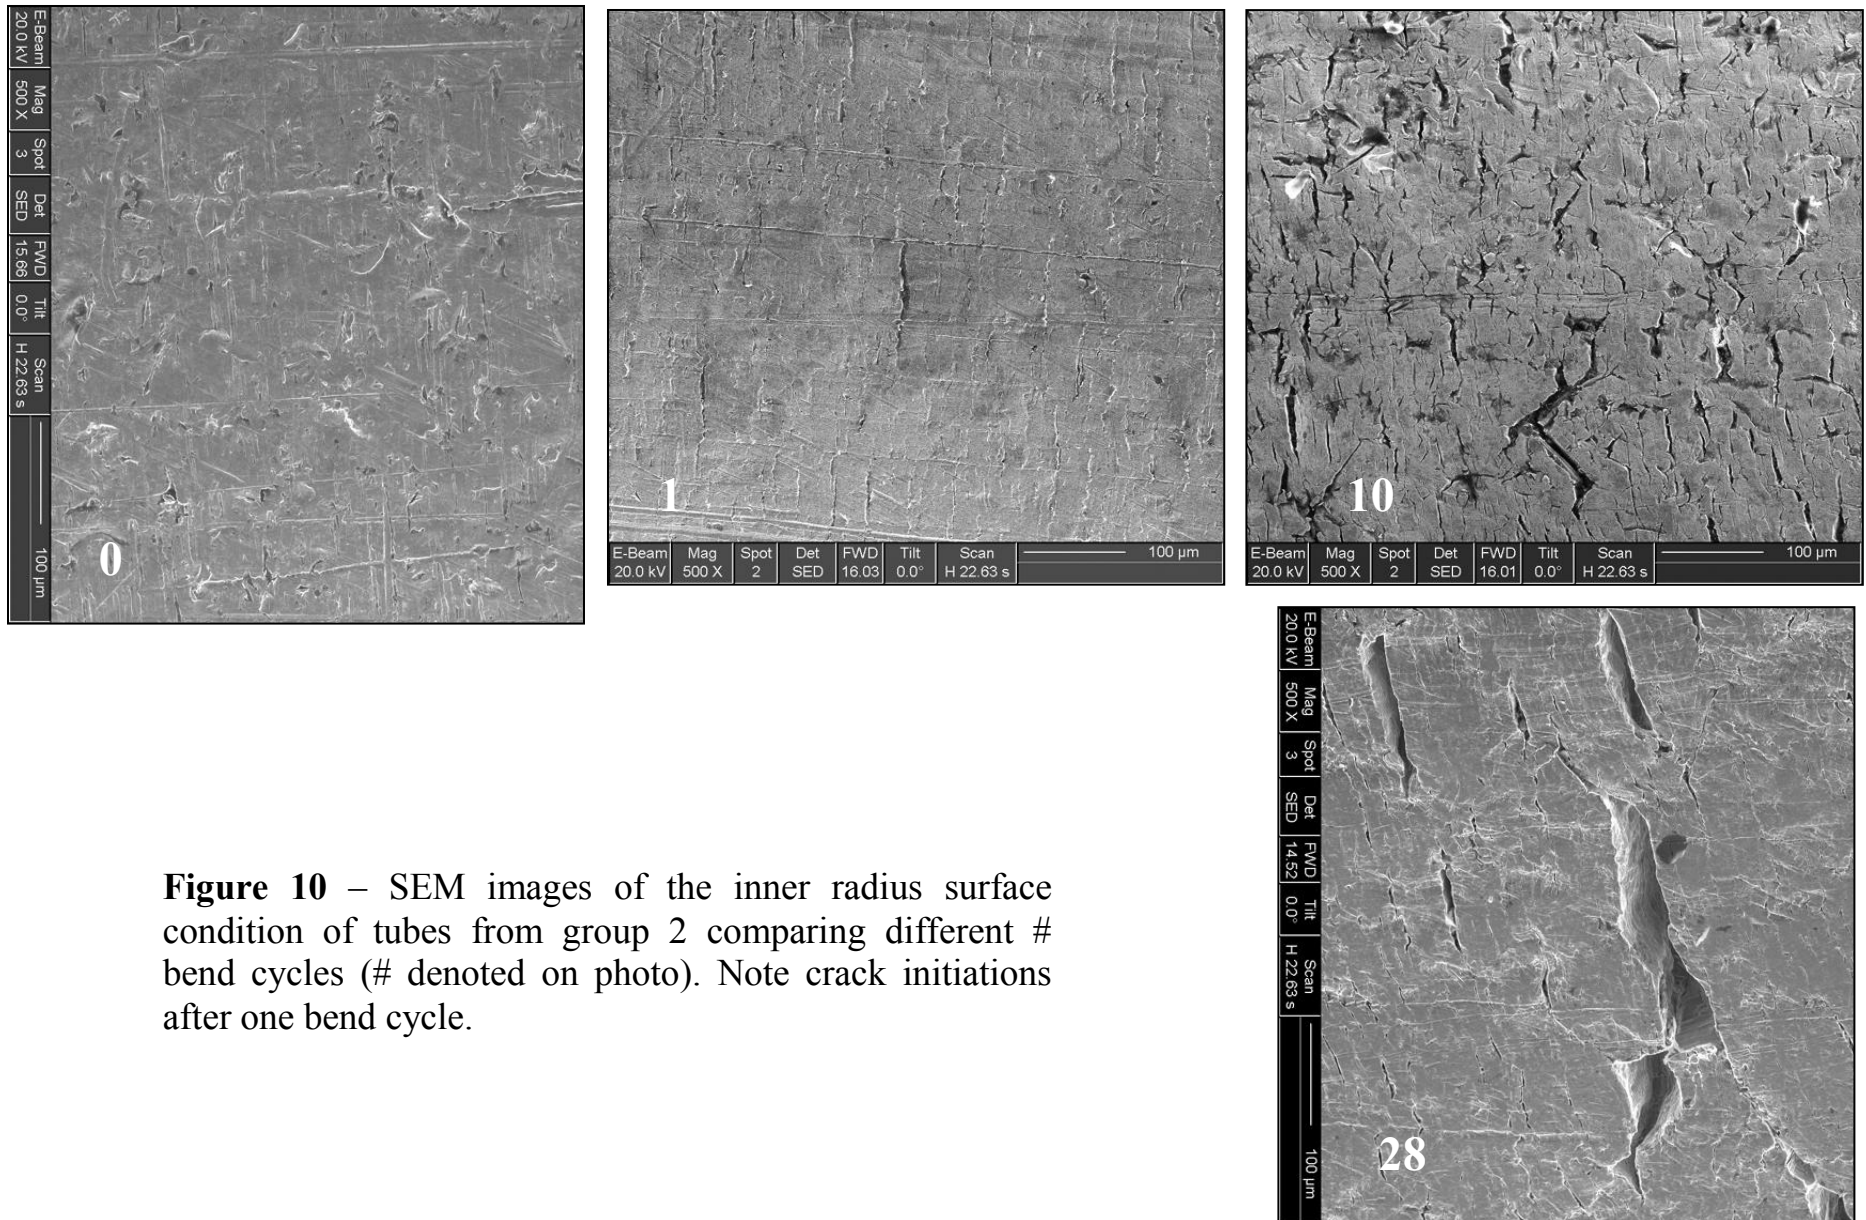 E-Beam Mag Spot Det FWD Tilt Scan
20.0 kV 500 X 3 SED 15.66 0.0° H 22.63 s 100 µm
0
1
E-Beam Mag Spot Det FWD Tilt Scan
20.0 kV 500 X 2 SED 16.03 0.0° H 22.63 s 100 µm
10
E-Beam Mag Spot Det FWD Tilt Scan
20.0 kV 500 X 2 SED 16.01 0.0° H 22.63 s 100 µm
E-Beam Mag Spot Det FWD Tilt Scan
20.0 kV 500 X 3 SED 14.52 0.0° H 22.63 s 100 µm
28
Figure 10 – SEM images of the inner radius surface
condition of tubes from group 2 comparing different #
bend cycles (# denoted on photo). Note crack initiations
after one bend cycle.